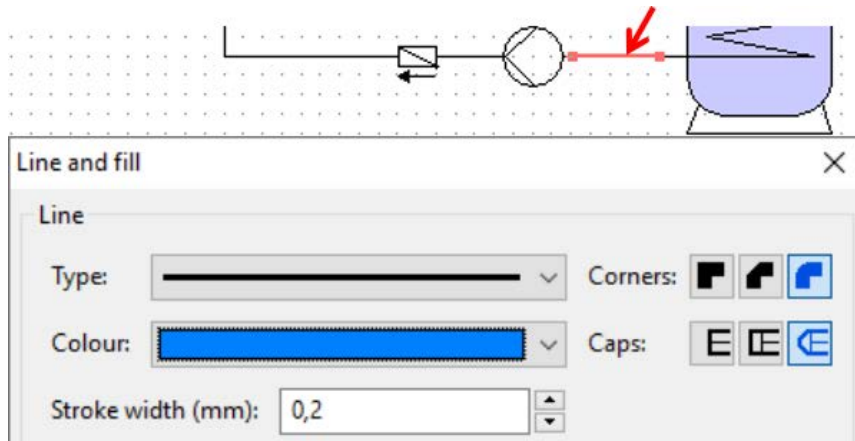 Line and fill
Line
Type:
Corners:
Colour:
Caps:
Stroke width (mm): 0,2